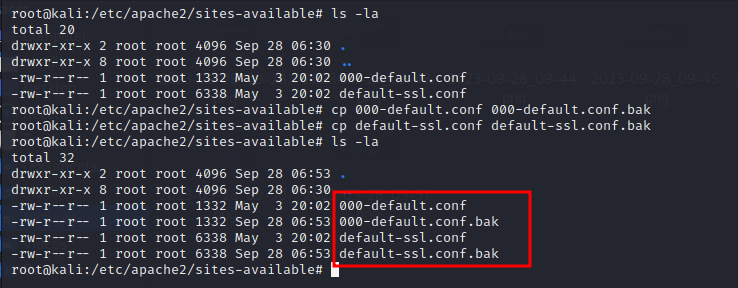 root@kali:/etc/apache2/sites-available# ls -la
total 20
drwxr-xr-x 2 root root 4096 Sep 28 06:30 .
drwxr-xr-x 8 root root 4096 Sep 28 06:30 ..
-rw-r--r-- 1 root root 1332 May  3 20:02 000-default.conf
-rw-r--r-- 1 root root 6338 May  3 20:02 default-ssl.conf
root@kali:/etc/apache2/sites-available# cp 000-default.conf 000-default.conf.bak
root@kali:/etc/apache2/sites-available# cp default-ssl.conf default-ssl.conf.bak
root@kali:/etc/apache2/sites-available# ls -la
total 32
drwxr-xr-x 2 root root 4096 Sep 28 06:53 .
drwxr-xr-x 8 root root 4096 Sep 28 06:30 ..
-rw-r--r-- 1 root root 1332 May  3 20:02 000-default.conf
-rw-r--r-- 1 root root 1332 Sep 28 06:53 000-default.conf.bak
-rw-r--r-- 1 root root 6338 May  3 20:02 default-ssl.conf
-rw-r--r-- 1 root root 6338 Sep 28 06:53 default-ssl.conf.bak
root@kali:/etc/apache2/sites-available#